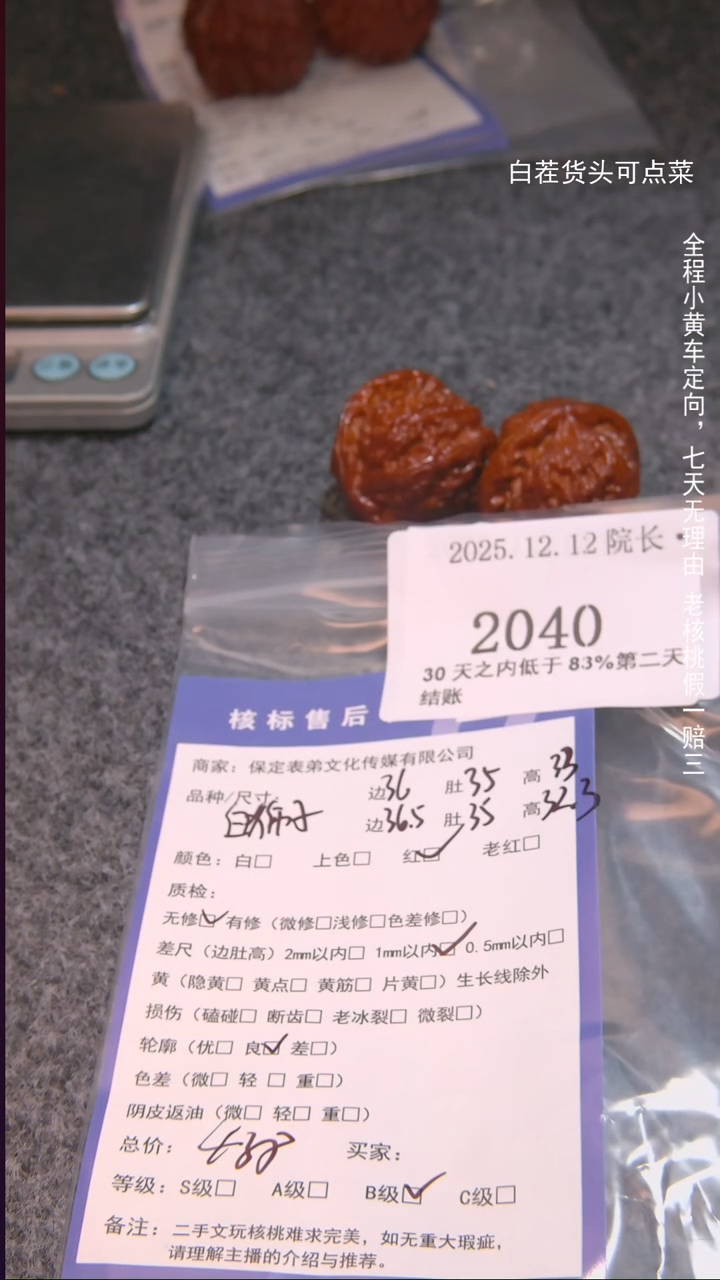 白茬货头可点菜
全程小黄车定向，七天无理由 老核桃假一赔三
2025.12.12 院长·
2040
30 天之内低于 83%第二天
结账
核标售后
商家：保定表弟文化传媒有限公司
品种/尺寸： 边36 肚35 高33
白狮子 边36.5 肚35 高32.3
颜色：白□ 上色□ 红☑ 老红□
质检：
无修☑ 有修（微修□浅修□色差修□）
差尺（边肚高）2mm以内□ 1mm以内☑ 0.5mm以内□
黄（隐黄□ 黄点□ 黄筋□ 片黄□）生长线除外
损伤（磕碰□ 断齿□ 老冰裂□ 微裂□）
轮廓（优□ 良☑ 差□）
色差（微□ 轻 □ 重□）
阴皮返油（微□ 轻□ 重□）
总价： 买家：
等级：S级□ A级□ B级☑ C级□
备注：二手文玩核桃难求完美，如无重大瑕疵，
请理解主播的介绍与推荐。